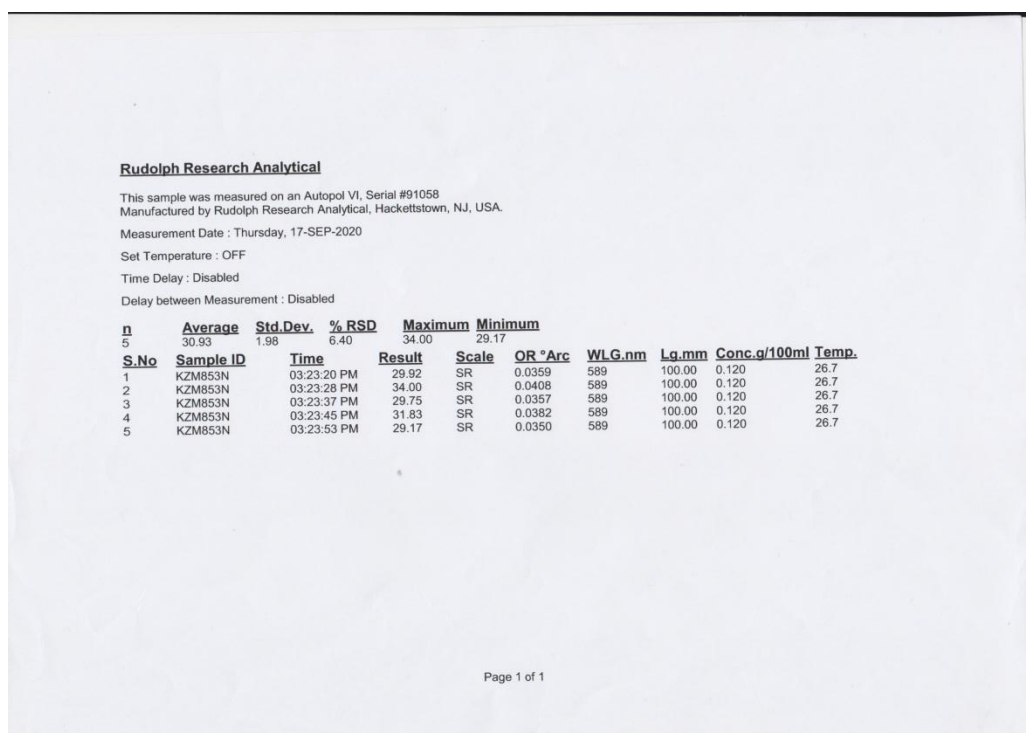 Rudolph Research Analytical
This sample was measured on an Autopol VI, Serial #91058
Manufactured by Rudolph Research Analytical, Hackettstown, NJ, USA.
Measurement Date : Thursday, 17-SEP-2020
Set Temperature : OFF
Time Delay : Disabled
Delay between Measurement : Disabled
n Average Std.Dev. % RSD Maximum Minimum
5 30.93 1.98 6.40 34.00 29.17
S.No Sample ID Time Result Scale OR °Arc WLG.nm Lg.mm Conc.g/100ml Temp.
1 KZM853N 03:23:20 PM 29.92 SR 0.0359 589 100.00 0.120 26.7
2 KZM853N 03:23:28 PM 34.00 SR 0.0408 589 100.00 0.120 26.7
3 KZM853N 03:23:37 PM 29.75 SR 0.0357 589 100.00 0.120 26.7
4 KZM853N 03:23:45 PM 31.83 SR 0.0382 589 100.00 0.120 26.7
5 KZM853N 03:23:53 PM 29.17 SR 0.0350 589 100.00 0.120 26.7
Page 1 of 1